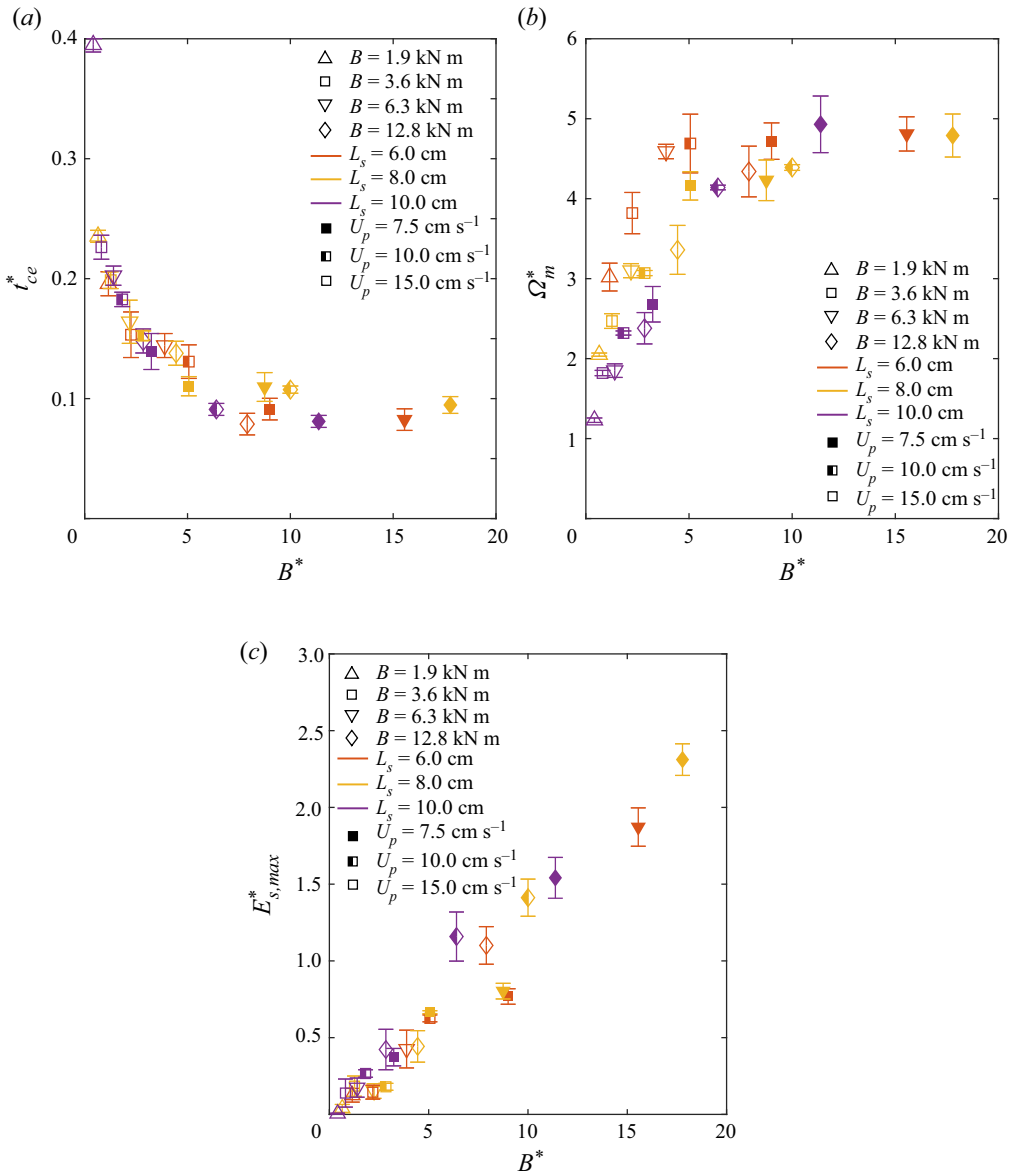 (a)
0.4
0.3
0.2
0.1
t*ce
0
5
10
15
20
B*
B = 1.9 kN m
B = 3.6 kN m
B = 6.3 kN m
B = 12.8 kN m
Ls = 6.0 cm
Ls = 8.0 cm
Ls = 10.0 cm
Up = 7.5 cm s−1
Up = 10.0 cm s−1
Up = 15.0 cm s−1
(b)
6
5
4
3
2
1
Ω*m
0
5
10
15
20
B*
B = 1.9 kN m
B = 3.6 kN m
B = 6.3 kN m
B = 12.8 kN m
Ls = 6.0 cm
Ls = 8.0 cm
Ls = 10.0 cm
Up = 7.5 cm s−1
Up = 10.0 cm s−1
Up = 15.0 cm s−1
(c)
3.0
2.5
2.0
1.5
1.0
0.5
E*s,max
0
5
10
15
20
B*
B = 1.9 kN m
B = 3.6 kN m
B = 6.3 kN m
B = 12.8 kN m
Ls = 6.0 cm
Ls = 8.0 cm
Ls = 10.0 cm
Up = 7.5 cm s−1
Up = 10.0 cm s−1
Up = 15.0 cm s−1